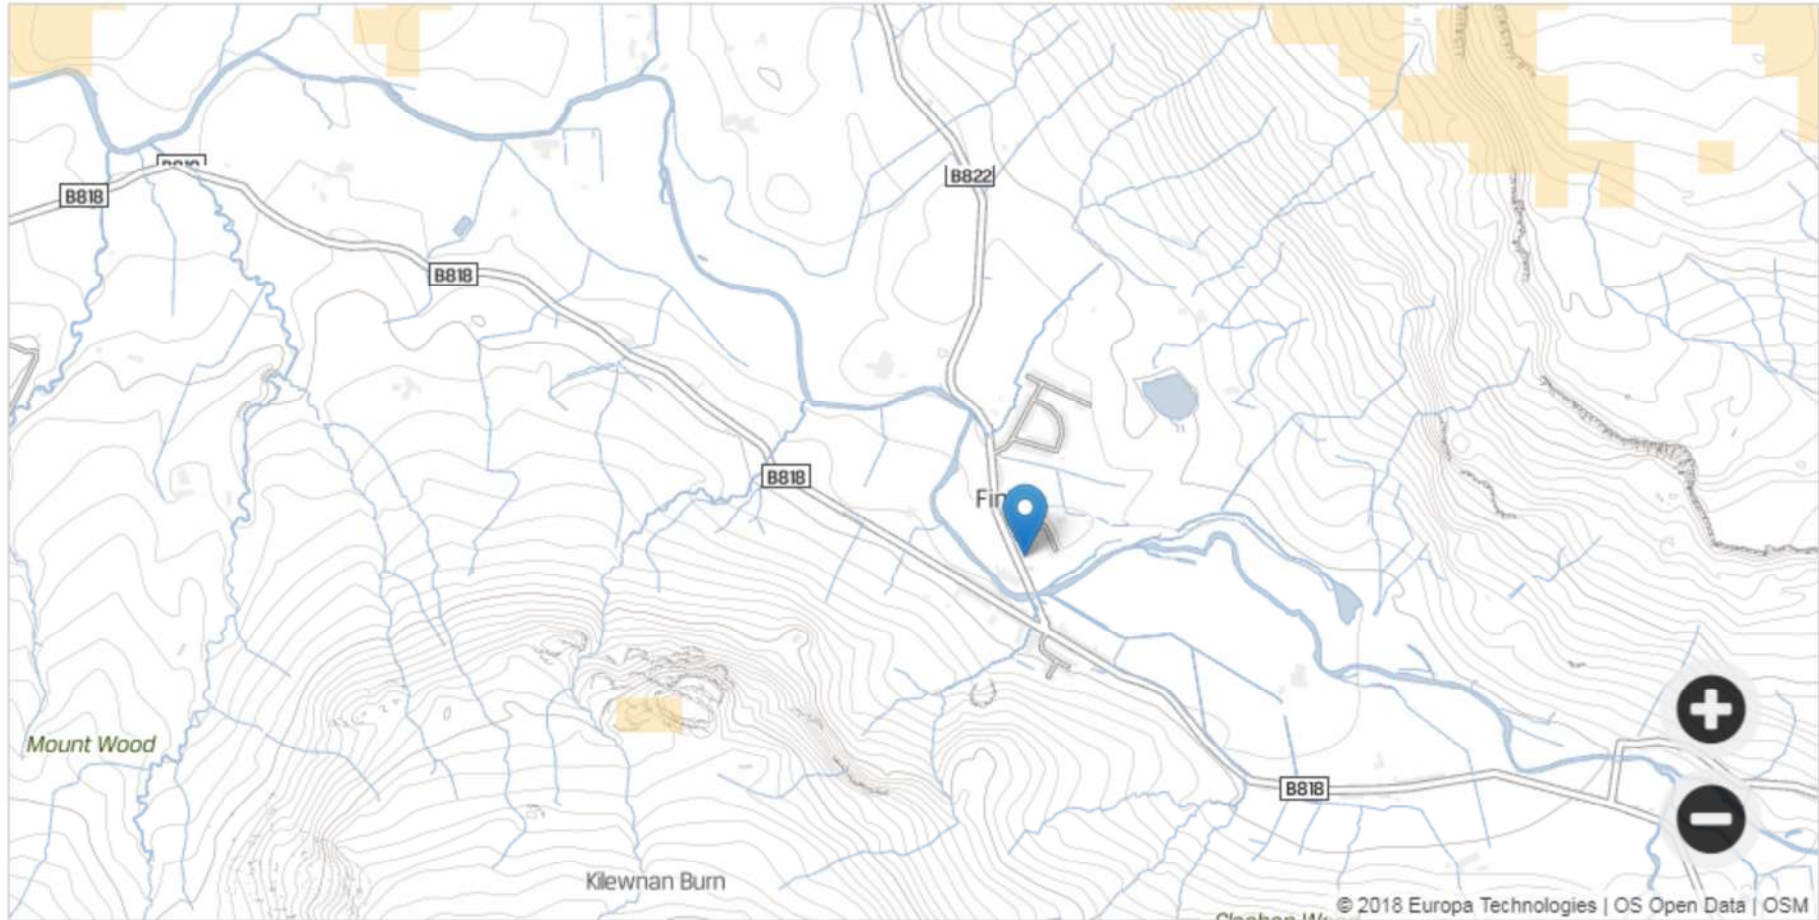 B818
B822
B818
B818
Mount Wood
B818
Kilewnan Burn
© 2018 Europa Technologies | OS Open Data | OSM